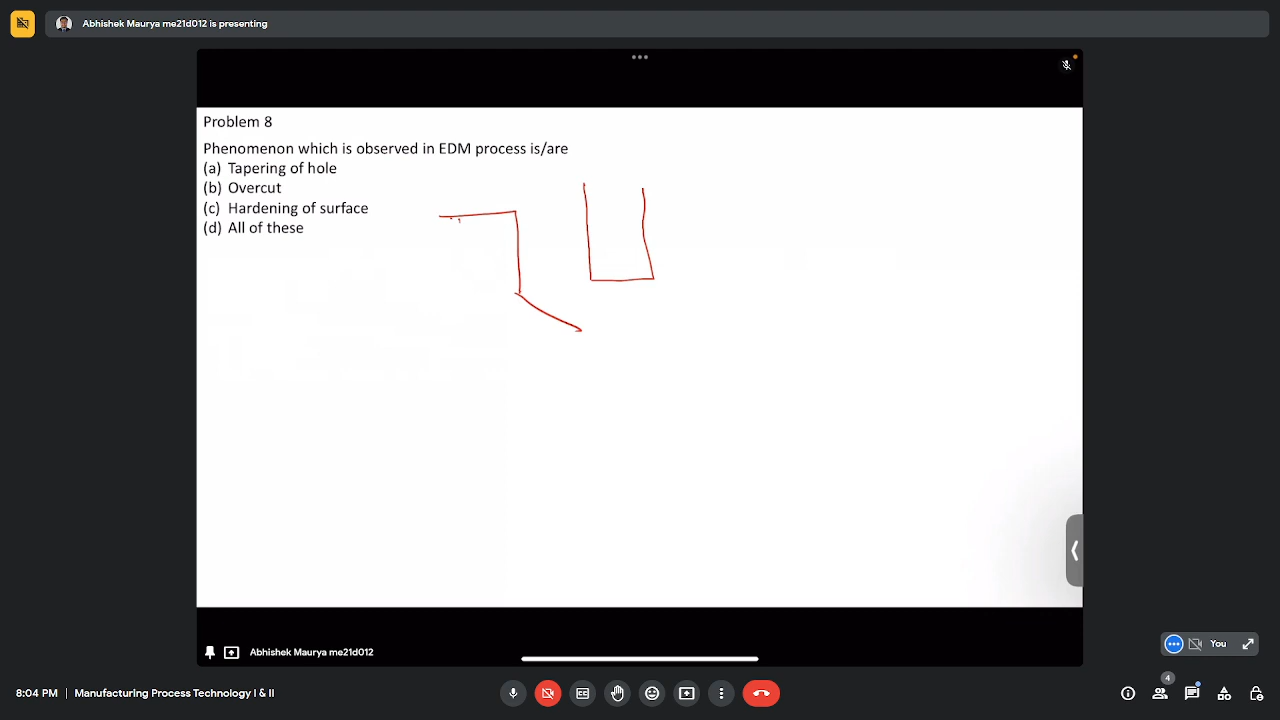 Abhishek Maurya me21d012 is presenting
Problem 8
Phenomenon which is observed in EDM process is/are
(a) Tapering of hole
(b) Overcut
(c) Hardening of surface
(d) All of these
Abhishek Maurya me21d012
You
4
8:04 PM | Manufacturing Process Technology I & II